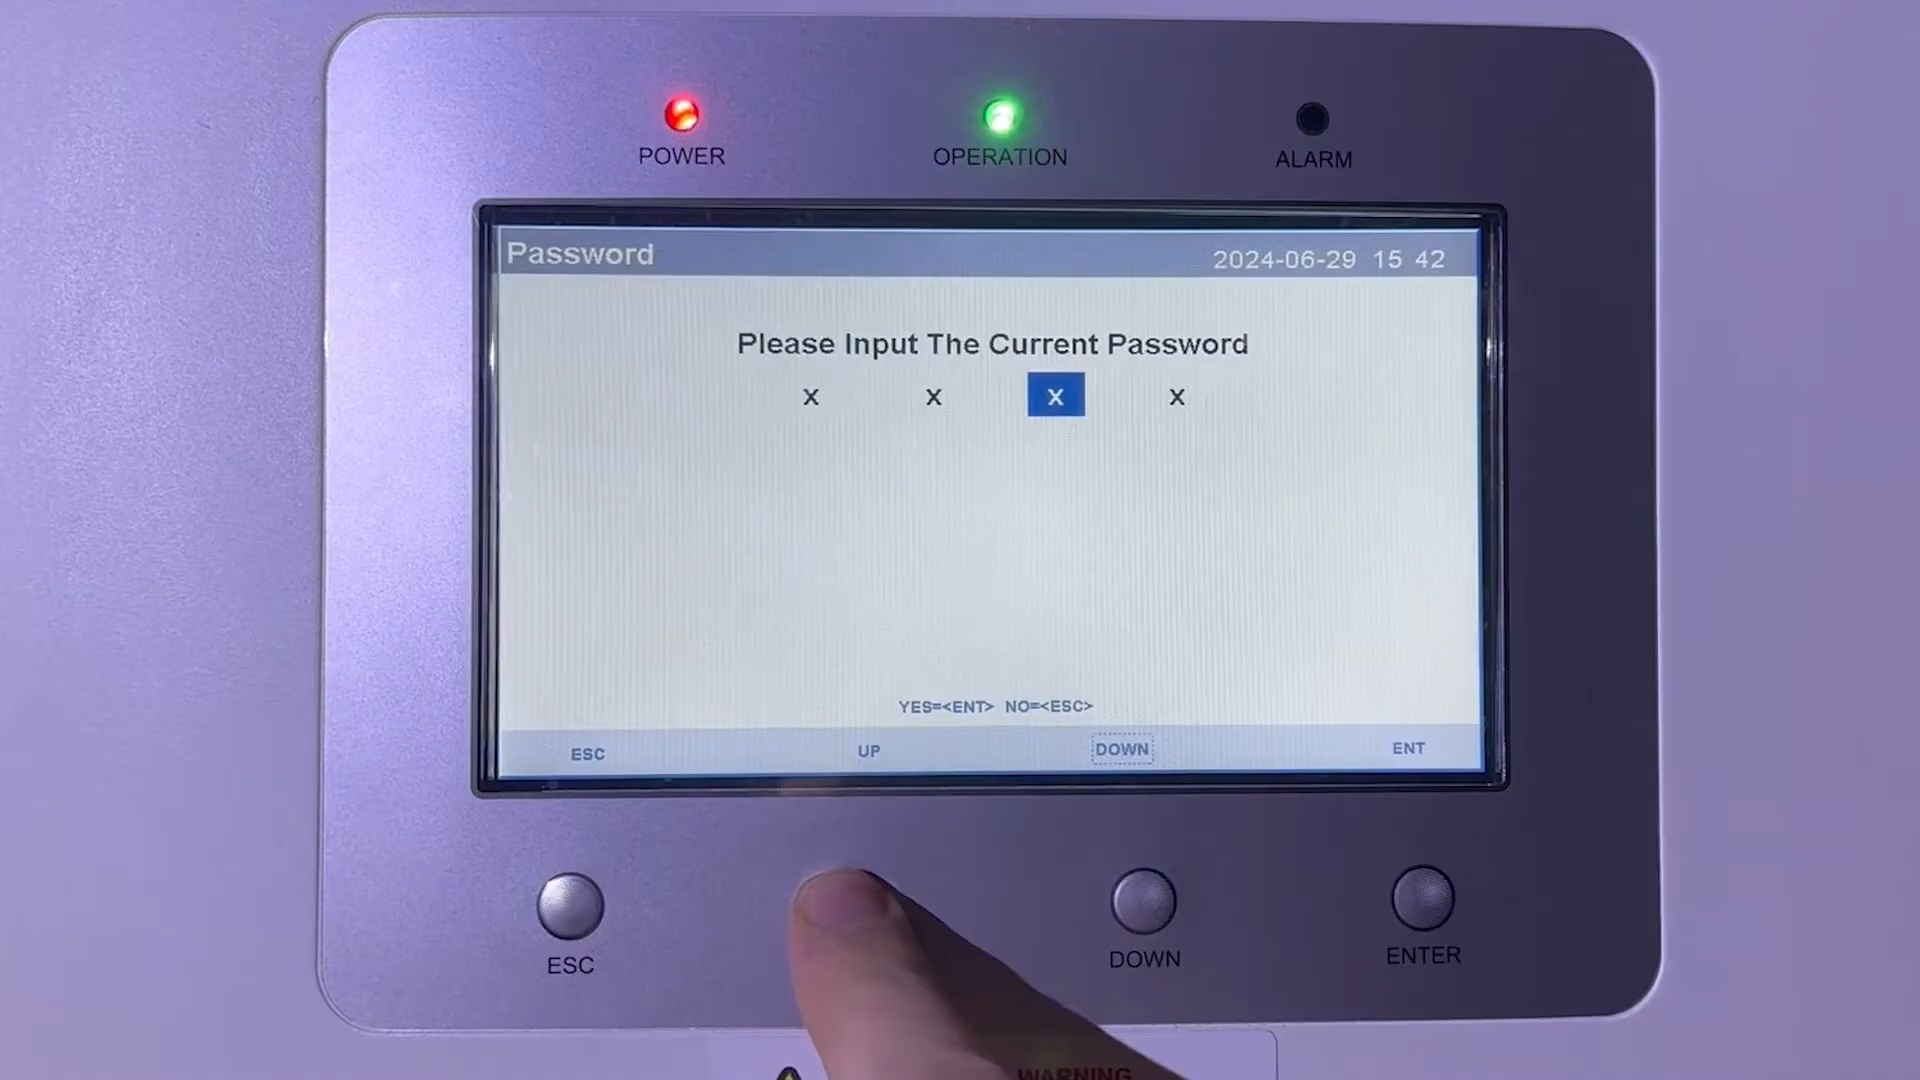 POWER OPERATION ALARM
Password 2024-06-29 15 42
Please Input The Current Password
X X X X
YES=<ENT> NO=<ESC>
ESC UP DOWN ENT
ESC DOWN ENTER
WARNING